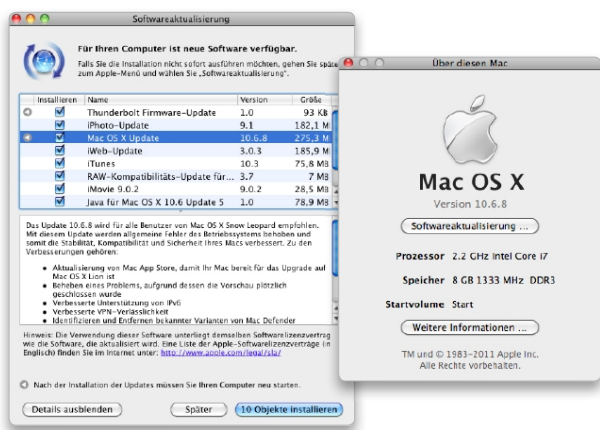 Softwareaktualisierung
Für Ihren Computer ist neue Software verfügbar.
Falls Sie die Installation nicht sofort ausführen möchten, gehen Sie späte
zum Apple-Menü und wählen Sie „Softwareaktualisierung“.
Installieren Name Version Größe
Thunderbolt Firmware-Update 1.0 93 KB
iPhoto-Update 9.1 182,1 M
Mac OS X Update 10.6.8 275,3 M
iWeb-Update 3.0.3 185,9 M
iTunes 10.3 75,8 MB
RAW-Kompatibilitäts-Update für... 3.7 7 MB
iMovie 9.0.2 9.0.2 28,5 MB
Java für Mac OS X 10.6 Update 5 1.0 78,9 MB
Das Update 10.6.8 wird für alle Benutzer von Mac OS X Snow Leopard empfohlen.
Mit diesem Update werden allgemeine Fehler des Betriebssystems behoben und
somit die Stabilität, Kompatibilität und Sicherheit Ihres Macs verbessert. Zu den
Verbesserungen gehören:
• Aktualisierung von Mac App Store, damit Ihr Mac bereit für das Upgrade auf
Mac OS X Lion ist
• Beheben eines Problems, aufgrund dessen die Vorschau plötzlich
geschlossen wurde
• Verbesserte Unterstützung von IPv6
• Verbesserte VPN-Verlässlichkeit
• Identifizieren und Entfernen bekannter Varianten von Mac Defender
Hinweis: Die Verwendung dieser Software unterliegt demselben Softwarelizenzvertrag
wie die Software, die aktualisiert wird. Eine Liste der Apple-Softwarelizenzverträge (in
Englisch) finden Sie im Internet unter: http://www.apple.com/legal/sla/
Nach der Installation der Updates müssen Sie Ihren Computer neu starten.
Details ausblenden Später 10 Objekte installieren
Über diesen Mac
Mac OS X
Version 10.6.8
Softwareaktualisierung ...
Prozessor 2.2 GHz Intel Core i7
Speicher 8 GB 1333 MHz DDR3
Startvolume Start
Weitere Informationen ...
TM und © 1983-2011 Apple Inc.
Alle Rechte vorbehalten.